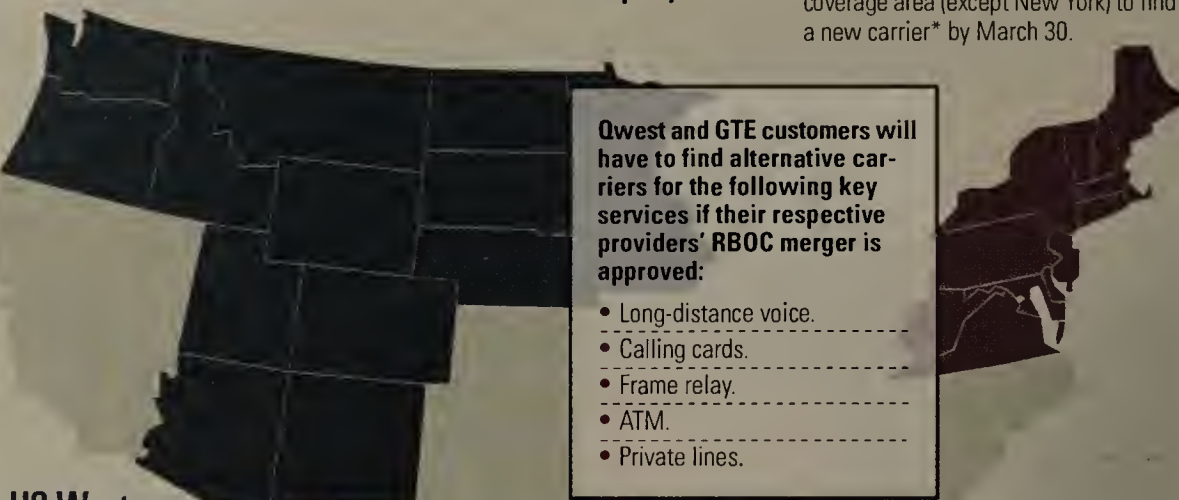 coverage area (except New York) to find
a new carrier* by March 30.
Qwest and GTE customers will
have to find alternative car-
riers for the following key
services if their respective
providers' RBOC merger is
approved:
• Long-distance voice.
• Calling cards.
• Frame relay.
• ATM.
• Private lines.
US West